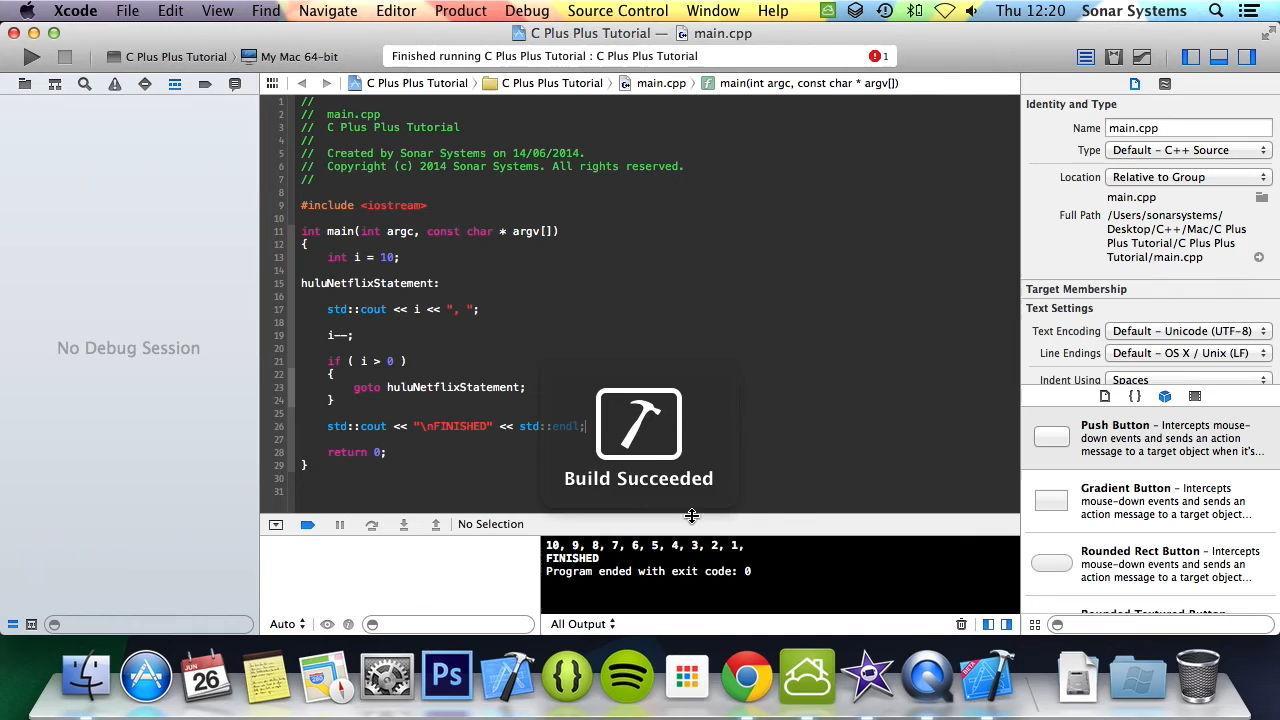 Xcode File Edit View Find Navigate Editor Product Debug Source Control Window Help Thu 12:20 Sonar Systems
C Plus Plus Tutorial — main.cpp
C Plus Plus Tutorial My Mac 64-bit Finished running C Plus Plus Tutorial : C Plus Plus Tutorial 1
C Plus Plus Tutorial C Plus Plus Tutorial main.cpp main(int argc, const char * argv[])
No Debug Session
1 //
2 // main.cpp
3 // C Plus Plus Tutorial
4 //
5 // Created by Sonar Systems on 14/06/2014.
6 // Copyright (c) 2014 Sonar Systems. All rights reserved.
7 //
8
9 #include <iostream>
10
11 int main(int argc, const char * argv[])
12 {
13 int i = 10;
14
15 huluNetflixStatement:
16
17 std::cout << i << ", ";
18
19 i--;
20
21 if ( i > 0 )
22 {
23 goto huluNetflixStatement;
24 }
25
26 std::cout << "\nFINISHED" << std::endl;
27
28 return 0;
29 }
30
31
Build Succeeded
No Selection
10, 9, 8, 7, 6, 5, 4, 3, 2, 1,
FINISHED
Program ended with exit code: 0
Auto
All Output
Identity and Type
Name main.cpp
Type Default - C++ Source
Location Relative to Group
main.cpp
Full Path /Users/sonarsystems/
Desktop/C++/Mac/C Plus
Plus Tutorial/C Plus Plus
Tutorial/main.cpp
Target Membership
Text Settings
Text Encoding Default - Unicode (UTF-8)
Line Endings Default - OS X / Unix (LF)
Indent Using Spaces
Push Button - Intercepts mouse-
down events and sends an action
message to a target object when it's...
Gradient Button - Intercepts
mouse-down events and sends an
action message to a target object...
Rounded Rect Button - Intercepts
mouse-down events and sends an
action message to a target object...
Rounded Textured Button
JUN
26
Ps